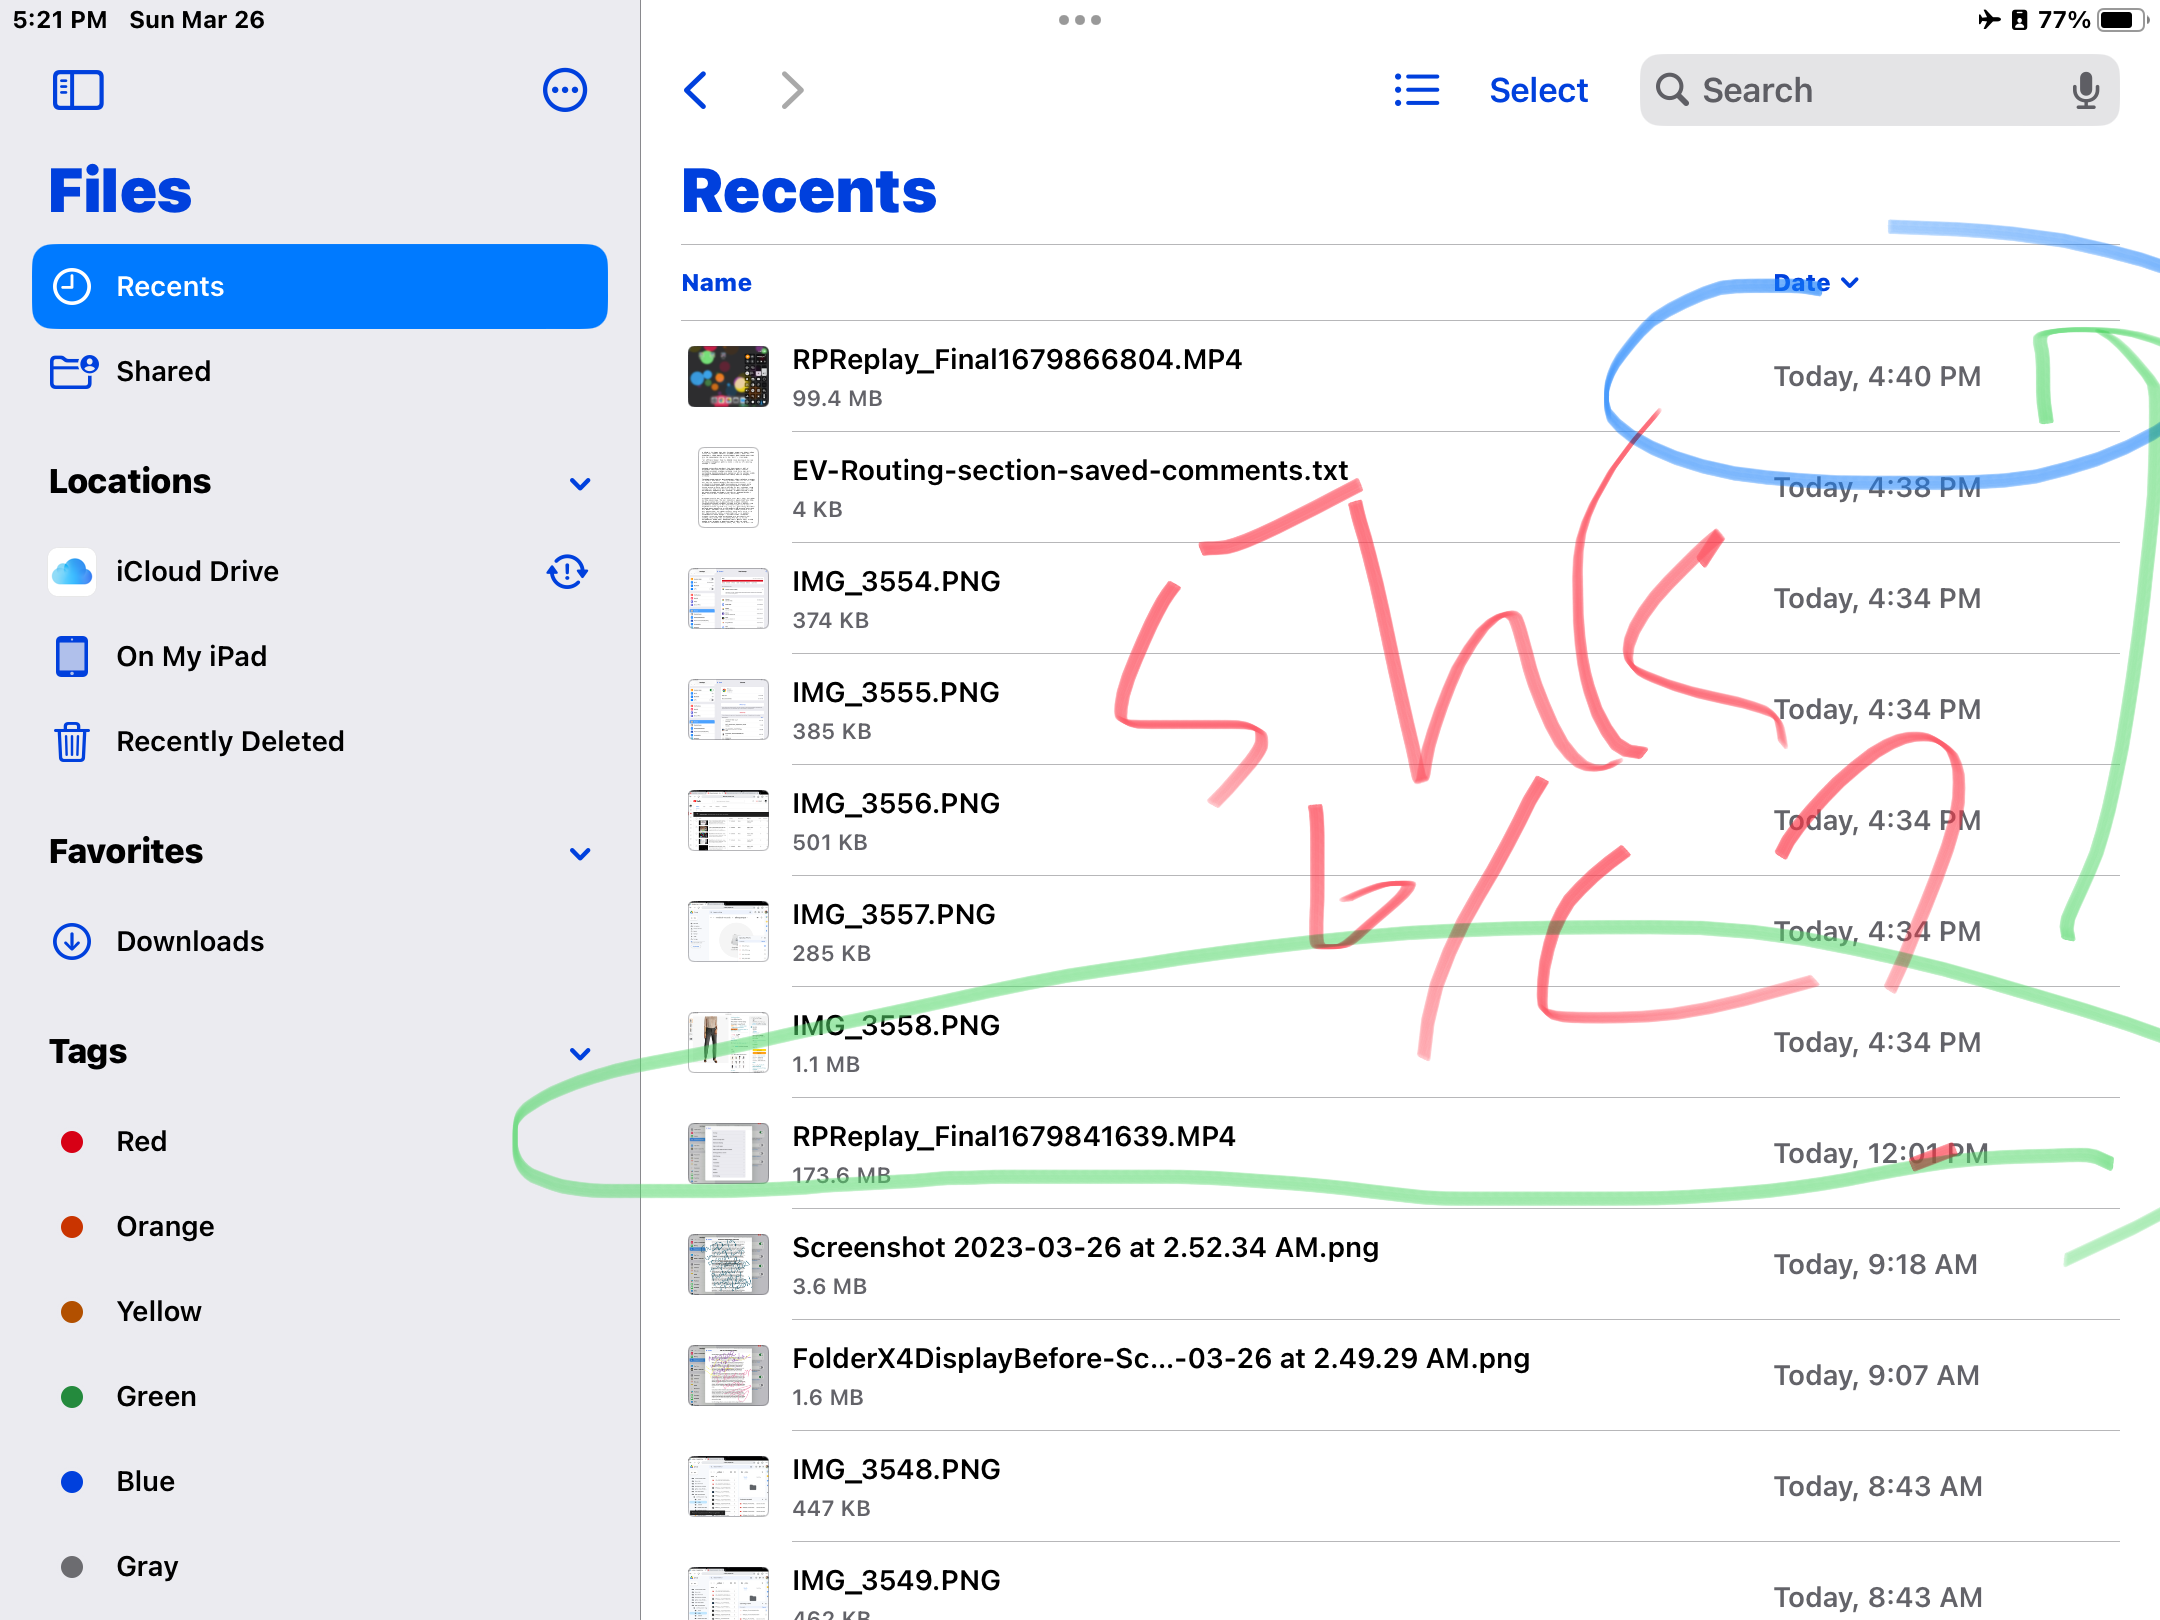 5:21 PM Sun Mar 26
77%
Files
Recents
Shared
Locations
iCloud Drive
On My iPad
Recently Deleted
Favorites
Downloads
Tags
Red
Orange
Yellow
Green
Blue
Gray
Select
Search
Recents
Name Date
RPReplay_Final1679866804.MP4
99.4 MB
Today, 4:40 PM
EV-Routing-section-saved-comments.txt
4 KB
Today, 4:38 PM
IMG_3554.PNG
374 KB
Today, 4:34 PM
IMG_3555.PNG
385 KB
Today, 4:34 PM
IMG_3556.PNG
501 KB
Today, 4:34 PM
IMG_3557.PNG
285 KB
Today, 4:34 PM
IMG_3558.PNG
1.1 MB
Today, 4:34 PM
RPReplay_Final1679841639.MP4
173.6 MB
Today, 12:01 PM
Screenshot 2023-03-26 at 2.52.34 AM.png
3.6 MB
Today, 9:18 AM
FolderX4DisplayBefore-Sc...-03-26 at 2.49.29 AM.png
1.6 MB
Today, 9:07 AM
IMG_3548.PNG
447 KB
Today, 8:43 AM
IMG_3549.PNG
462 KB
Today, 8:43 AM